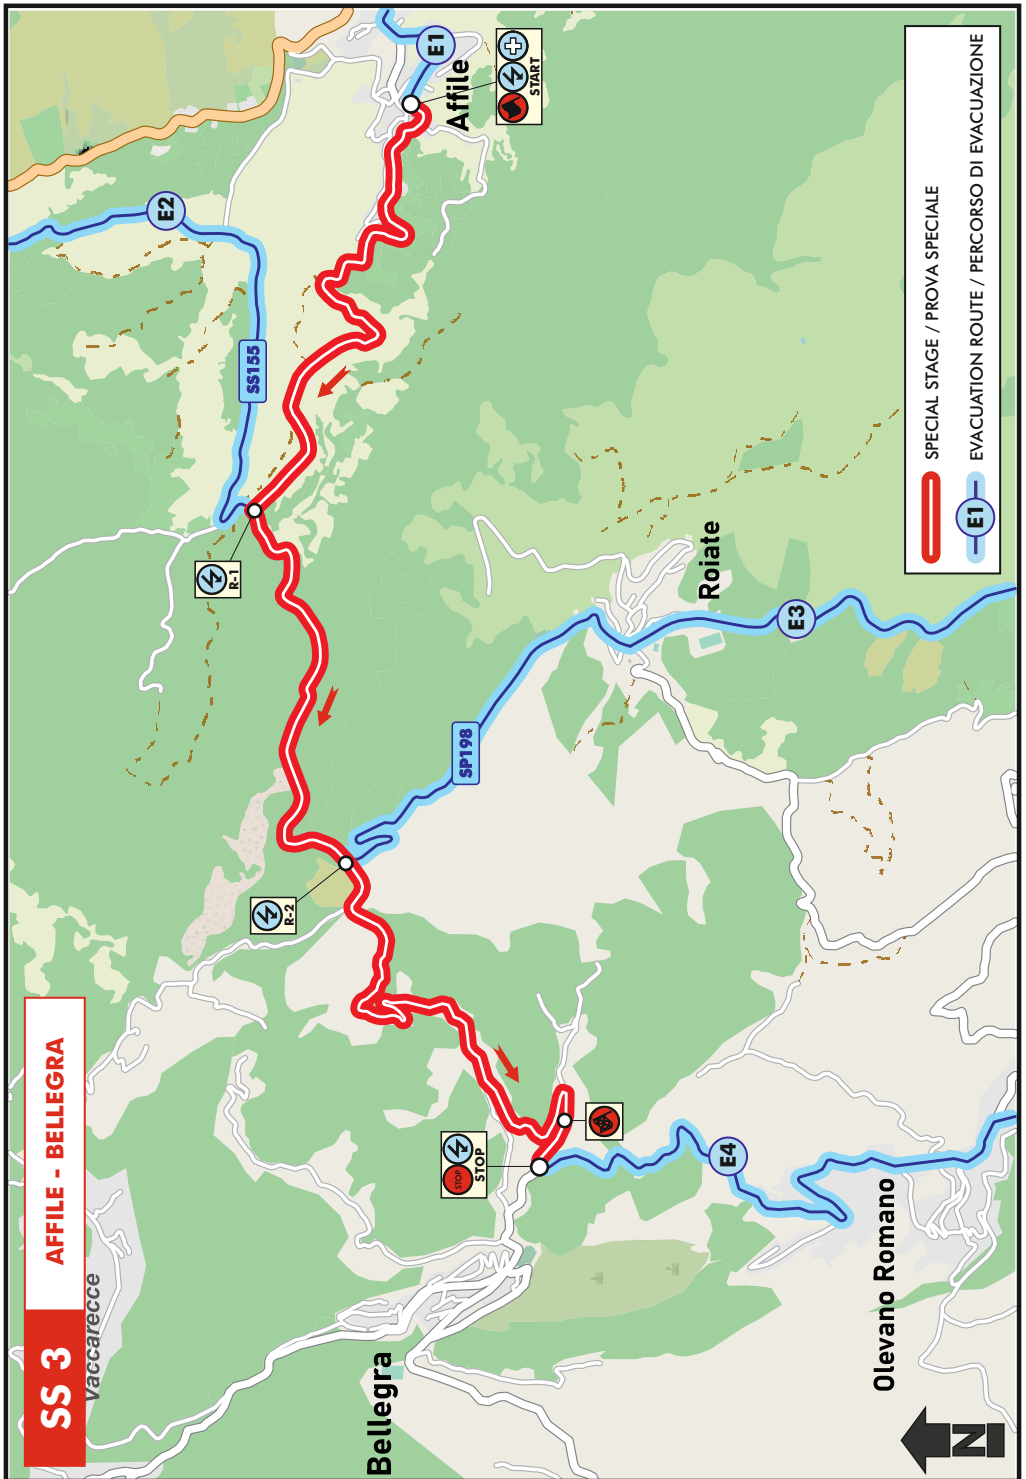 SS 3
AFFILE - BELLEGRA
Vaccarecce
E2
SS155
E1
Affile
START
R-1
R-2
SP198
Roiate
E3
STOP
STOP
E4
Bellegra
Olevano Romano
SPECIAL STAGE / PROVA SPECIALE
E1
EVACUATION ROUTE / PERCORSO DI EVACUAZIONE
N